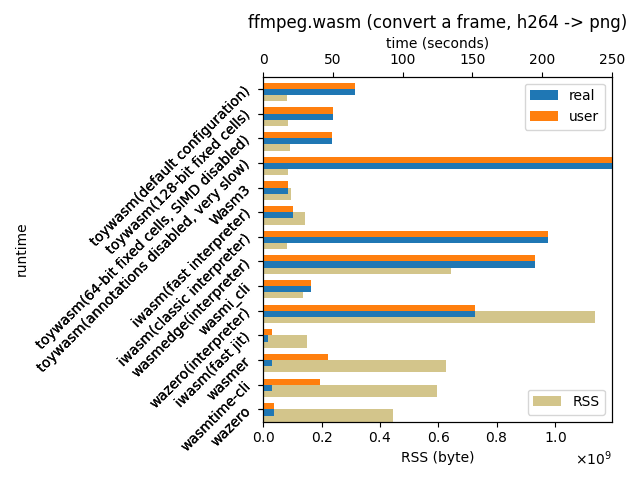 ffmpeg.wasm (convert a frame, h264 -> png)
time (seconds)
0 50 100 150 200 250
real
user
toywasm(default configuration)
toywasm(128-bit fixed cells)
toywasm(64-bit fixed cells, SIMD disabled)
toywasm(annotations disabled, very slow)
Wasm3
iwasm(fast interpreter)
iwasm(classic interpreter)
wasmedge(interpreter)
wasmi_cli
wazero(interpreter)
iwasm(fast jit)
wasmer
wasmtime-cli
wazero
runtime
RSS
0.0 0.2 0.4 0.6 0.8 1.0
RSS (byte)
×10⁹